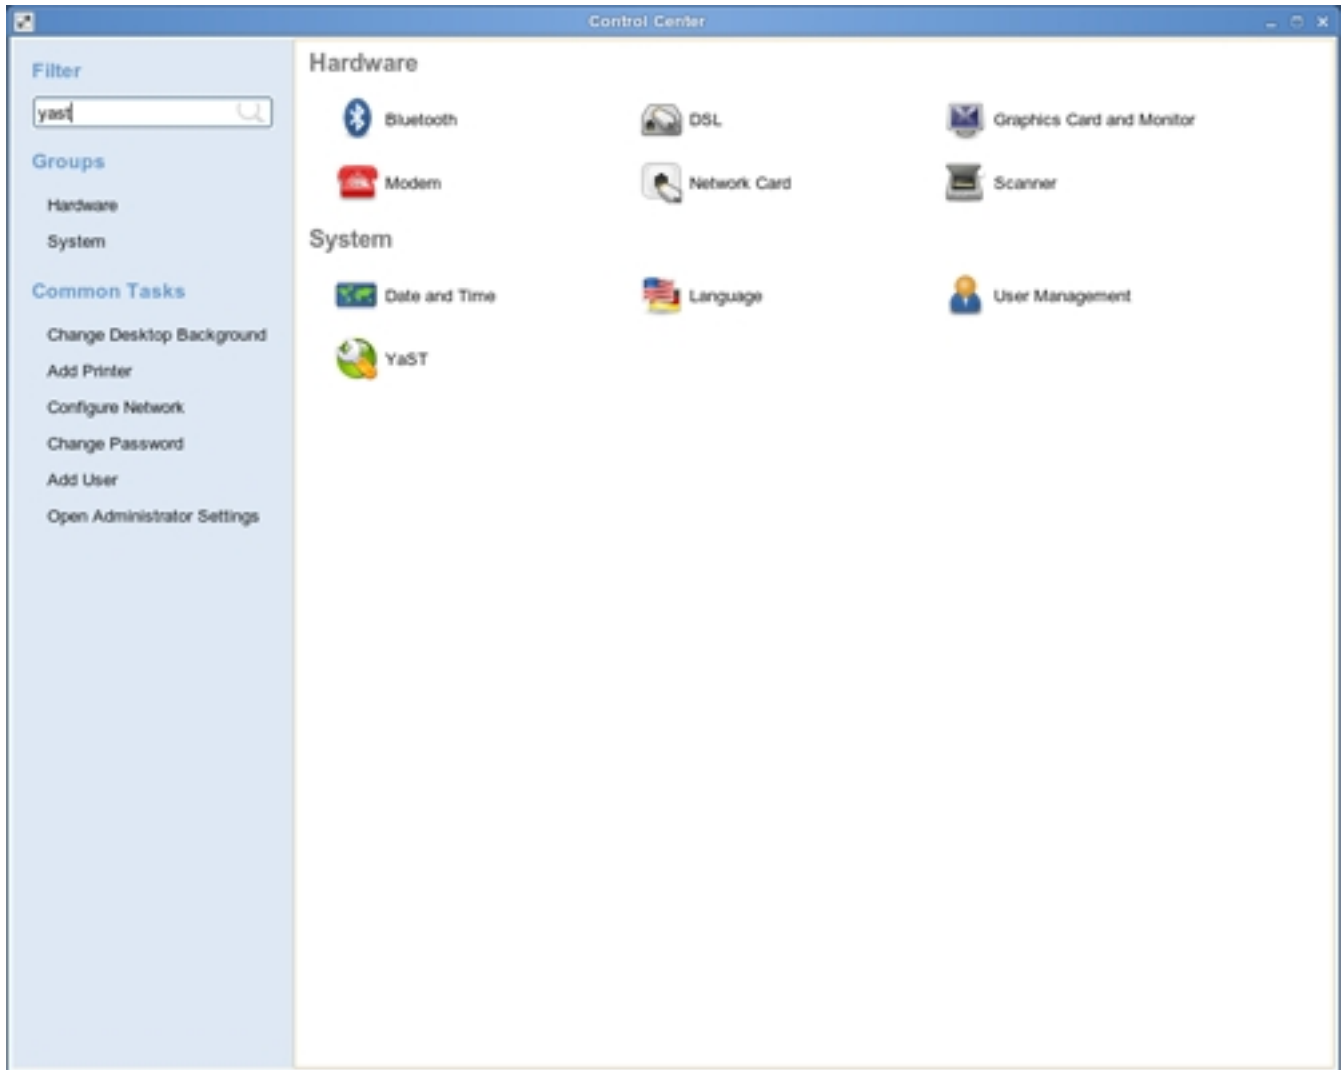 Control Center
Filter
yast
Groups
Hardware
System
Common Tasks
Change Desktop Background
Add Printer
Configure Network
Change Password
Add User
Open Administrator Settings
Hardware
Bluetooth
DSL
Graphics Card and Monitor
Modem
Network Card
Scanner
System
Date and Time
Language
User Management
YaST